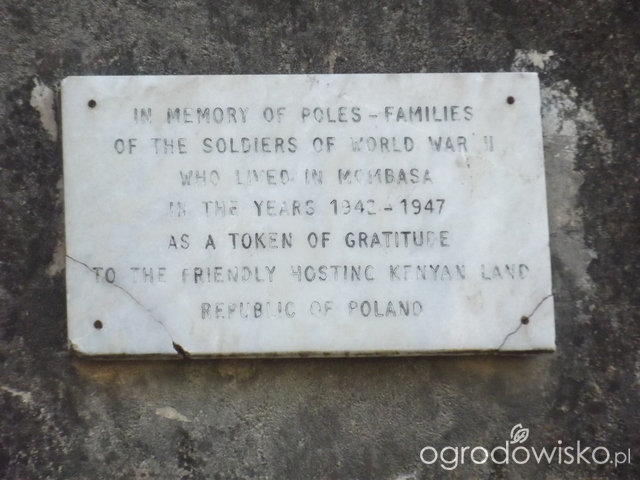 IN MEMORY OF POLES - FAMILIES
OF THE SOLDIERS OF WORLD WAR II
WHO LIVED IN MOMBASA
IN THE YEARS 1942 - 1947
AS A TOKEN OF GRATITUDE
TO THE FRIENDLY HOSTING KENYAN LAND
REPUBLIC OF POLAND
ogrodowisko.pl